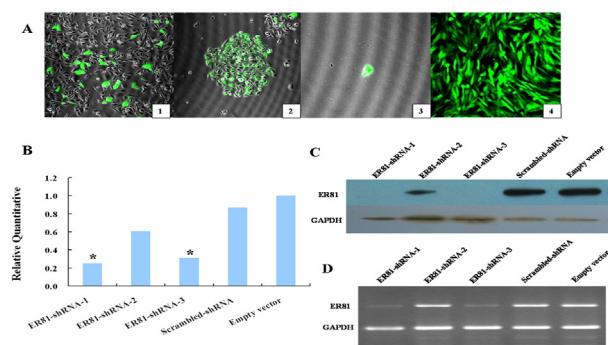 A
1
2
3
4
B
Relative Quantitative
1.2
1.0
0.8
0.6
0.4
0.2
0.0
*
*
ER81-shRNA-1
ER81-shRNA-2
ER81-shRNA-3
Scrambled-shRNA
Empty vector
C
ER81-shRNA-1
ER81-shRNA-2
ER81-shRNA-3
Scrambled-shRNA
Empty vector
ER81
GAPDH
D
ER81-shRNA-1
ER81-shRNA-2
ER81-shRNA-3
Scrambled-shRNA
Empty vector
ER81
GAPDH